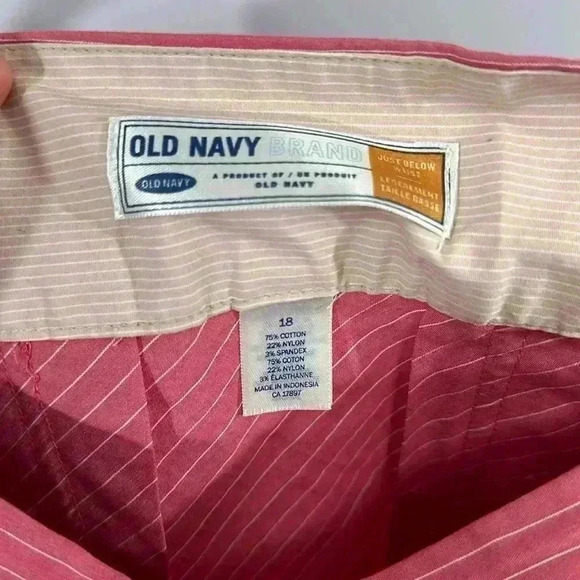 OLD NAVY BRAND
OLD NAVY
A PRODUCT OF / UN PRODUIT
OLD NAVY
JUST BELOW
WAIST
LEGEREMENT
TAILLE BASSE
18
75% COTTON
22% NYLON
3% SPANDEX
75% COTON
22% NYLON
3% ÉLASTHANNE
MADE IN INDONESIA
CA 17897